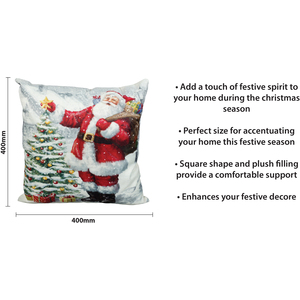 • Add a touch of festive spirit to
your home during the christmas
season
• Perfect size for accentuating
your home this festive season
• Square shape and plush filling
provide a comfortable support
• Enhances your festive decore
400mm
400mm